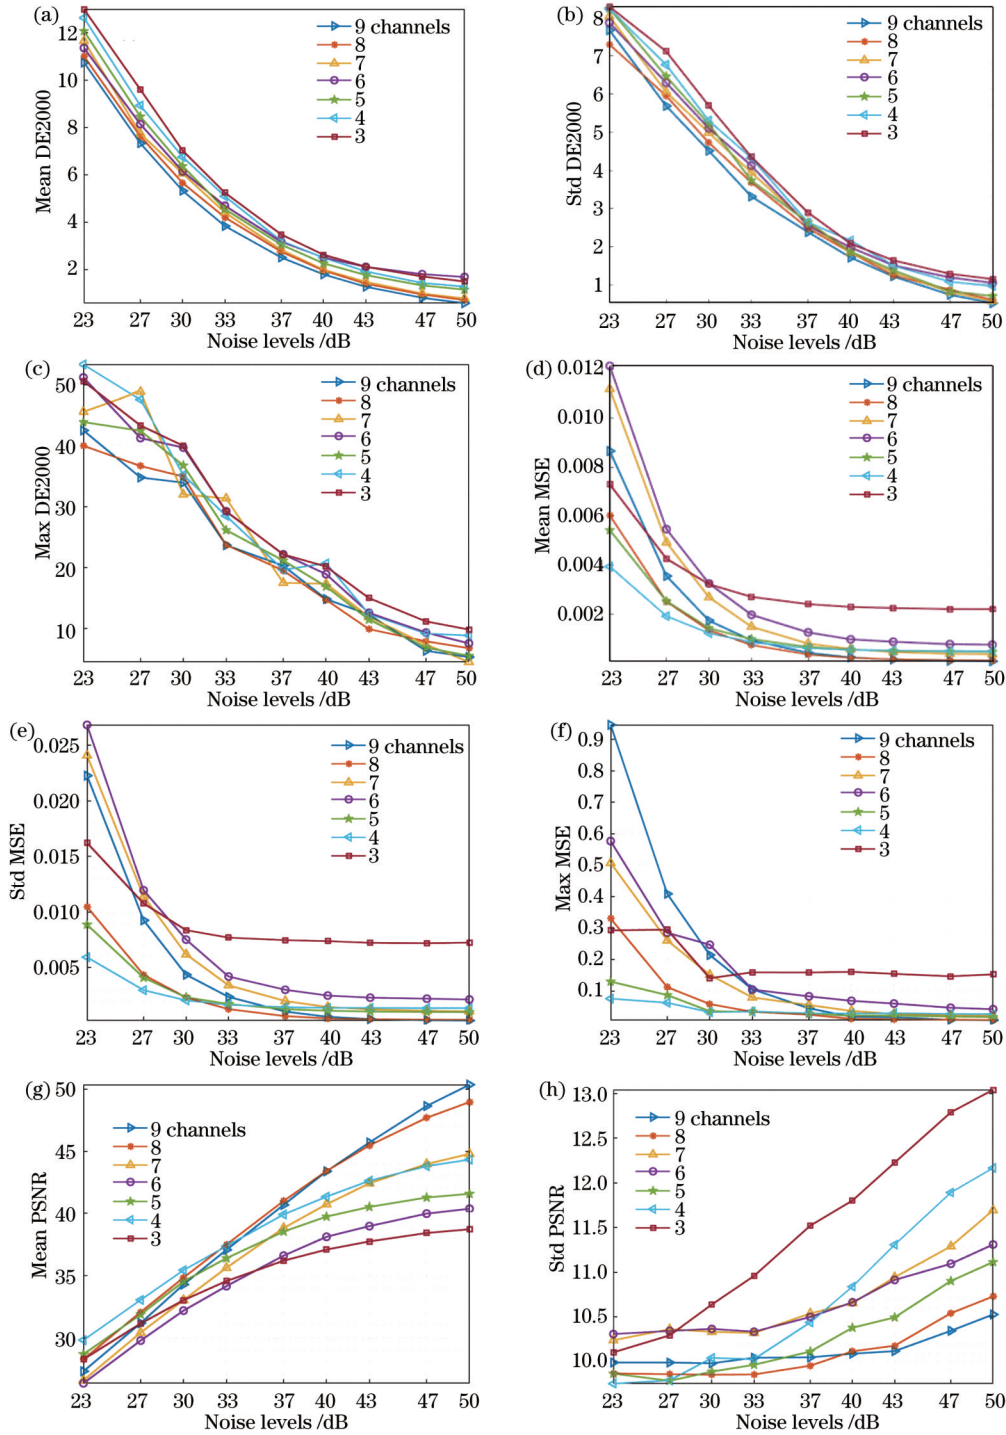 (a)
Mean DE2000
12
10
8
6
4
2
23 27 30 33 37 40 43 47 50
Noise levels /dB
9 channels
8
7
6
5
4
3
(b)
Std DE2000
8
7
6
5
4
3
2
1
23 27 30 33 37 40 43 47 50
Noise levels /dB
9 channels
8
7
6
5
4
3
(c)
Max DE2000
50
40
30
20
10
23 27 30 33 37 40 43 47 50
Noise levels /dB
9 channels
8
7
6
5
4
3
(d)
Mean MSE
0.012
0.010
0.008
0.006
0.004
0.002
23 27 30 33 37 40 43 47 50
Noise levels /dB
9 channels
8
7
6
5
4
3
(e)
Std MSE
0.025
0.020
0.015
0.010
0.005
23 27 30 33 37 40 43 47 50
Noise levels /dB
9 channels
8
7
6
5
4
3
(f)
Max MSE
0.9
0.8
0.7
0.6
0.5
0.4
0.3
0.2
0.1
23 27 30 33 37 40 43 47 50
Noise levels /dB
9 channels
8
7
6
5
4
3
(g)
Mean PSNR
50
45
40
35
30
23 27 30 33 37 40 43 47 50
Noise levels /dB
9 channels
8
7
6
5
4
3
(h)
Std PSNR
13.0
12.5
12.0
11.5
11.0
10.5
10.0
23 27 30 33 37 40 43 47 50
Noise levels /dB
9 channels
8
7
6
5
4
3